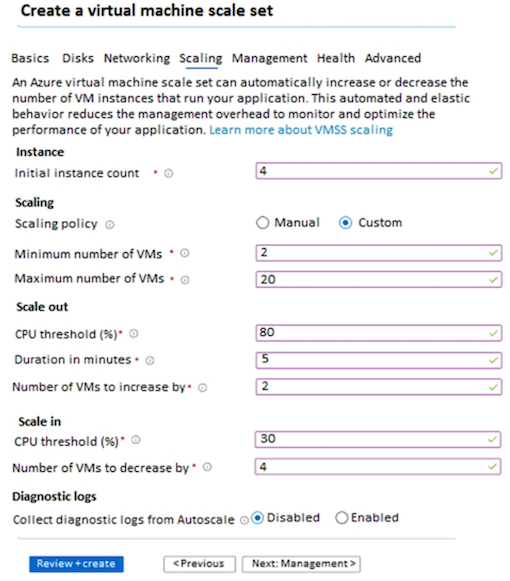 Create a virtual machine scale set
Basics Disks Networking Scaling Management Health Advanced
An Azure virtual machine scale set can automatically increase or decrease the
number of VM instances that run your application. This automated and elastic
behavior reduces the management overhead to monitor and optimize the
performance of your application. Learn more about VMSS scaling
Instance
Initial instance count * 4
Scaling
Scaling policy Manual Custom
Minimum number of VMs * 2
Maximum number of VMs * 20
Scale out
CPU threshold (%)* 80
Duration in minutes * 5
Number of VMs to increase by* 2
Scale in
CPU threshold (%)* 30
Number of VMs to decrease by* 4
Diagnostic logs
Collect diagnostic logs from Autoscale Disabled Enabled
Review + create <Previous Next: Management>